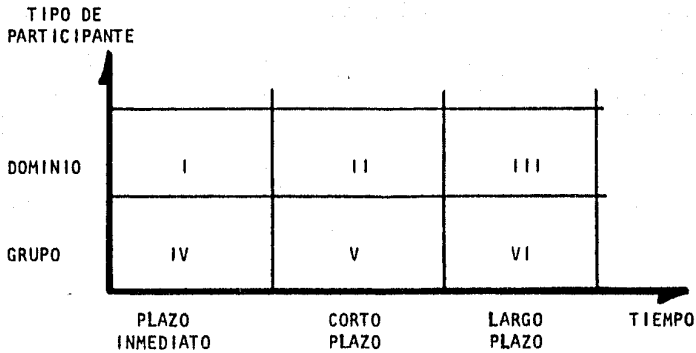 TIPO DE
PARTICIPANTE
DOMINIO I II III
GRUPO IV V VI
PLAZO INMEDIATO CORTO PLAZO LARGO PLAZO TIEMPO